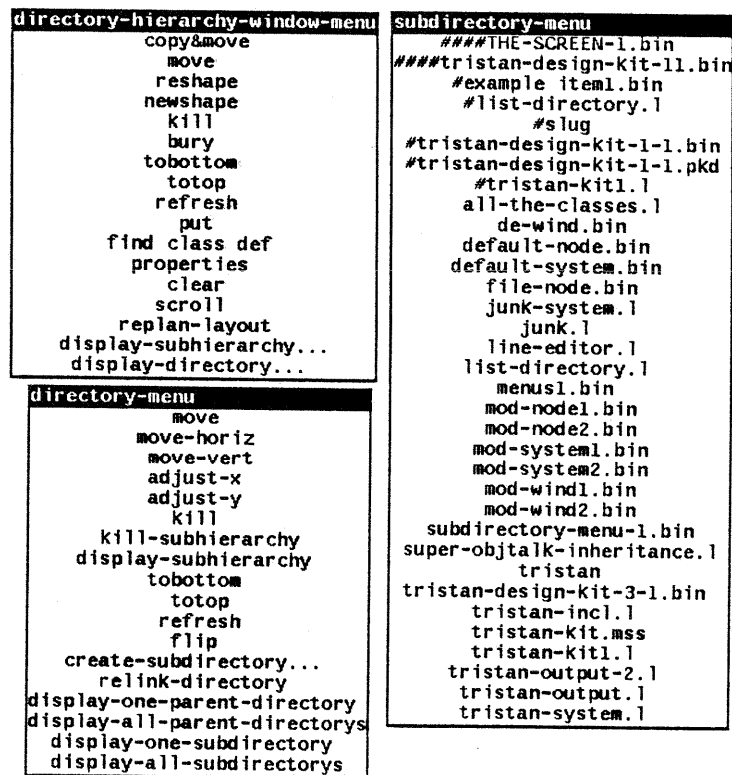 directory-hierarchy-window-menu
copy&move
move
reshape
newshape
kill
bury
tobottom
totop
refresh
put
find class def
properties
clear
scroll
replan-layout
display-subhierarchy...
display-directory...
directory-menu
move
move-horiz
move-vert
adjust-x
adjust-y
kill
kill-subhierarchy
display-subhierarchy
tobottom
totop
refresh
flip
create-subdirectory...
relink-directory
display-one-parent-directory
display-all-parent-directorys
display-one-subdirectory
display-all-subdirectorys
subdirectory-menu
####THE-SCREEN-1.bin
####tristan-design-kit-11.bin
#example item1.bin
#list-directory.l
#slug
#tristan-design-kit-1-1.bin
#tristan-design-kit-1-1.pkd
#tristan-kit1.l
all-the-classes.l
de-wind.bin
default-node.bin
default-system.bin
file-node.bin
junk-system.l
junk.l
line-editor.l
list-directory.l
menus1.bin
mod-node1.bin
mod-node2.bin
mod-system1.bin
mod-system2.bin
mod-wind1.bin
mod-wind2.bin
subdirectory-menu-1.bin
super-objtalk-inheritance.l
tristan
tristan-design-kit-3-1.bin
tristan-incl.l
tristan-kit.mss
tristan-kit1.l
tristan-output-2.l
tristan-output.l
tristan-system.l